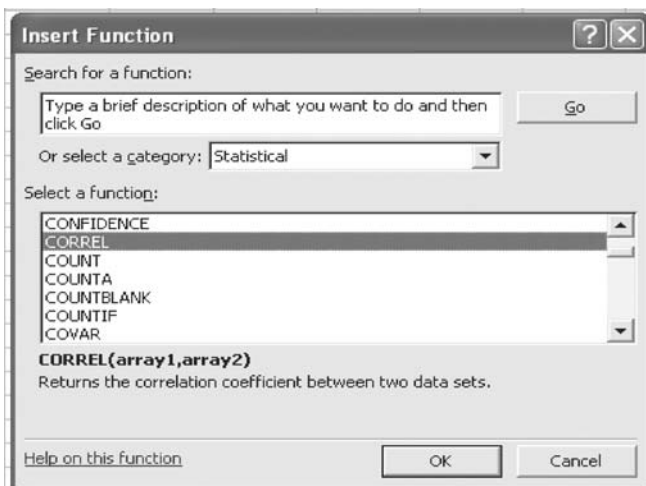 Insert Function
Search for a function:
Type a brief description of what you want to do and then
click Go
Go
Or select a category: Statistical
Select a function:
CONFIDENCE
CORREL
COUNT
COUNTA
COUNTBLANK
COUNTIF
COVAR
CORREL(array1,array2)
Returns the correlation coefficient between two data sets.
Help on this function
OK
Cancel